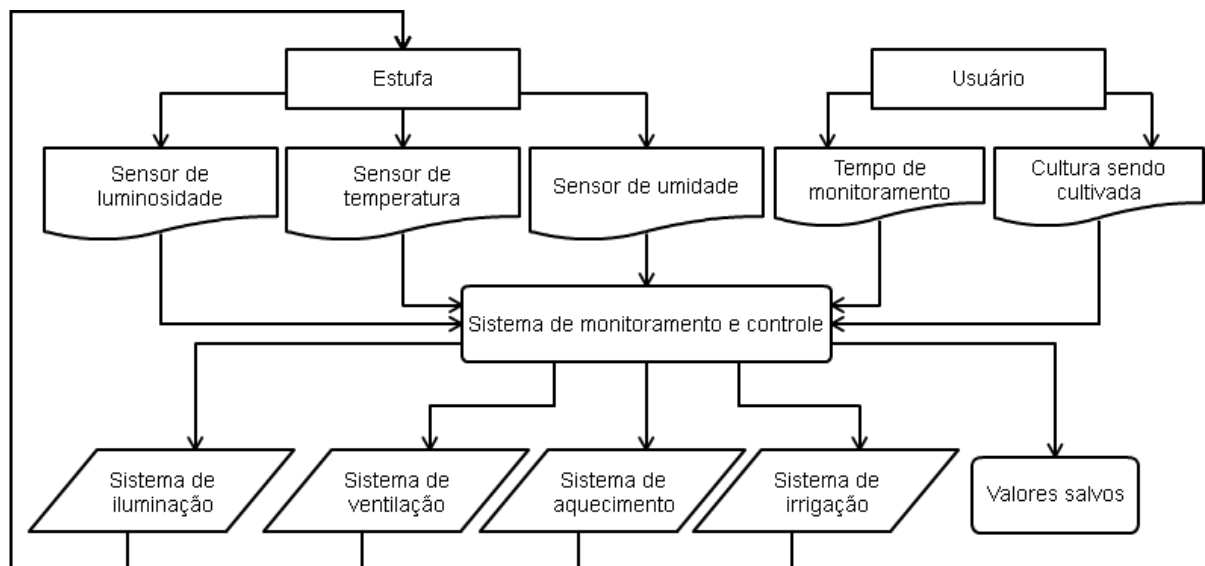 Estufa
Usuário
Sensor de
luminosidade
Sensor de
temperatura
Sensor de umidade
Tempo de
monitoramento
Cultura sendo
cultivada
Sistema de monitoramento e controle
Sistema de
iluminação
Sistema de
ventilação
Sistema de
aquecimento
Sistema de
irrigação
Valores salvos